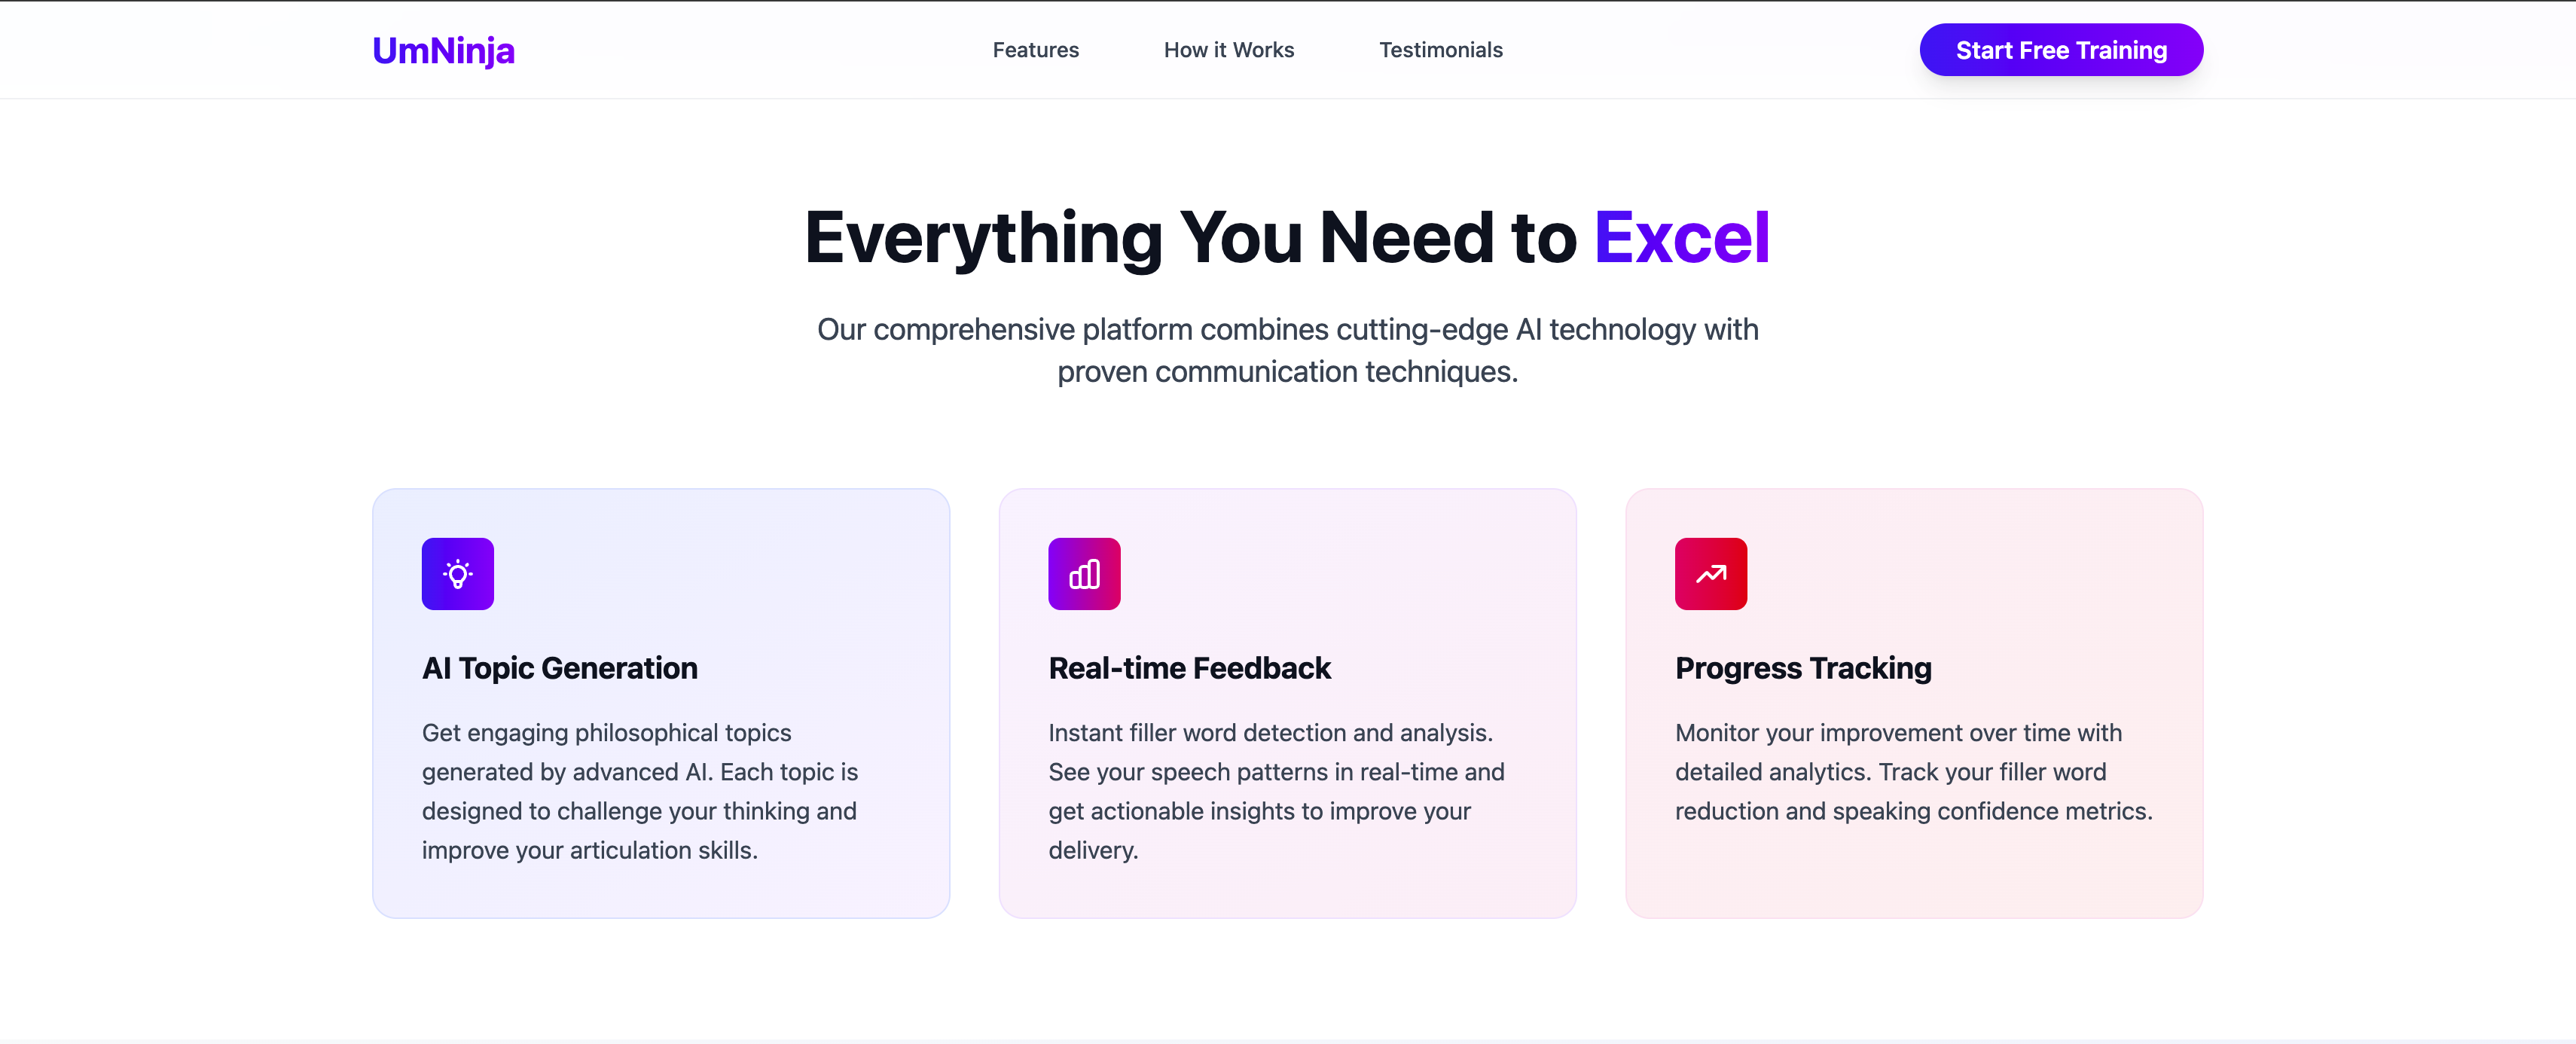 UmNinja
Features
How it Works
Testimonials
Start Free Training
Everything You Need to Excel
Our comprehensive platform combines cutting-edge AI technology with
proven communication techniques.
AI Topic Generation
Get engaging philosophical topics
generated by advanced AI. Each topic is
designed to challenge your thinking and
improve your articulation skills.
Real-time Feedback
Instant filler word detection and analysis.
See your speech patterns in real-time and
get actionable insights to improve your
delivery.
Progress Tracking
Monitor your improvement over time with
detailed analytics. Track your filler word
reduction and speaking confidence metrics.